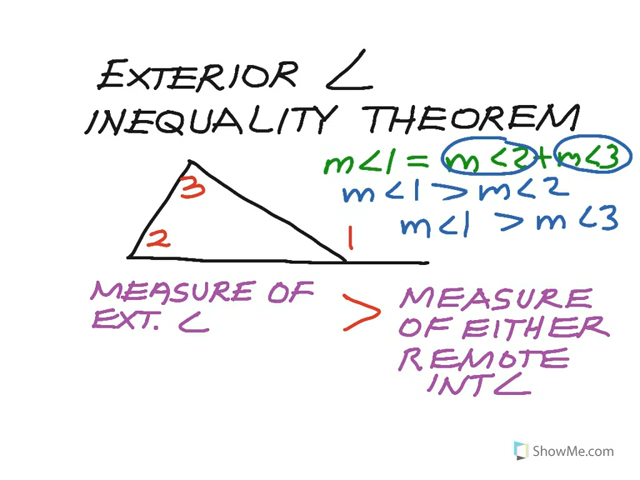 EXTERIOR ∠
INEQUALITY THEOREM
m∠1 = m∠2 + m∠3
m∠1 > m∠2
m∠1 > m∠3
3
2
1
MEASURE OF
EXT. ∠
>
MEASURE
OF EITHER
REMOTE
INT ∠
ShowMe.com